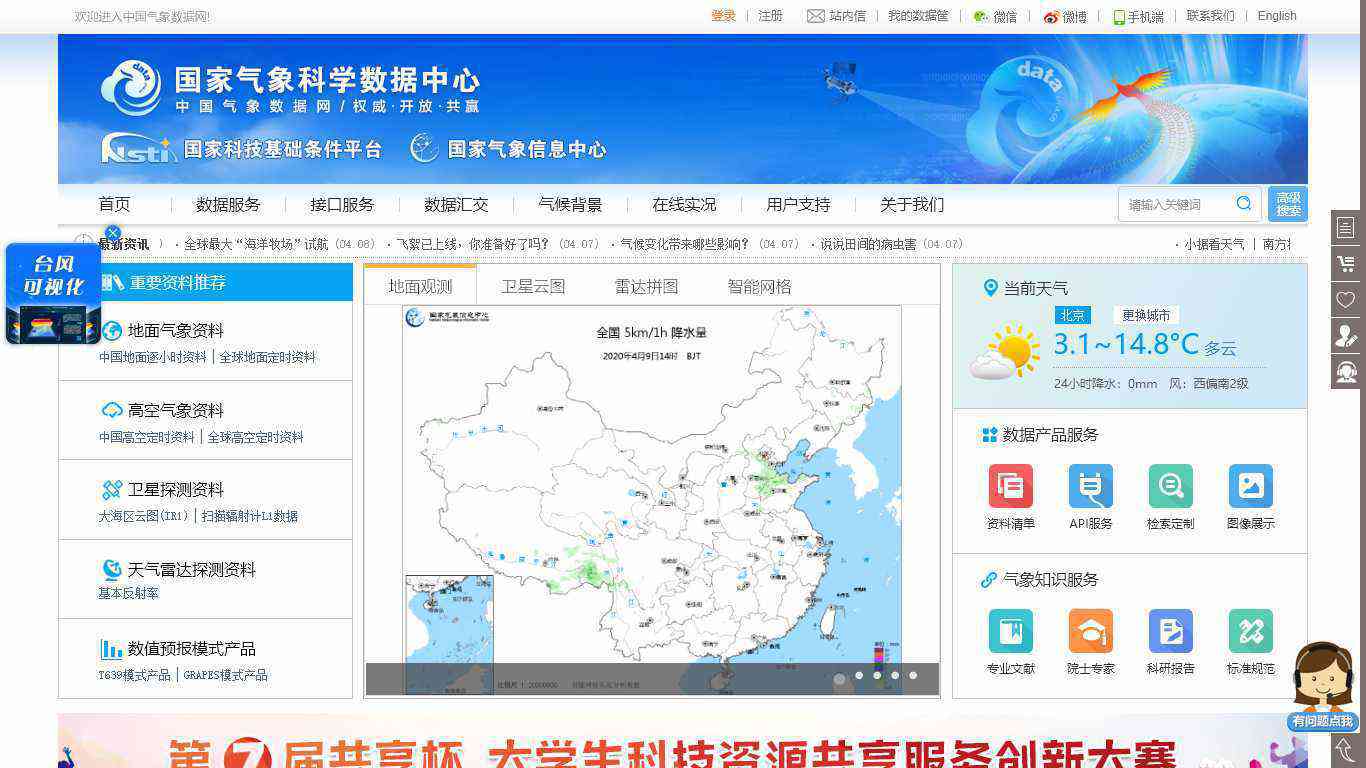 欢迎进入中国气象数据网!
登录 | 注册 站内信 | 我的数据筐 | 微信 | 微博 | 手机端 | 联系我们 | English
国家气象科学数据中心
中国气象数据网/权威·开放·共赢
Nsti 国家科技基础条件平台 国家气象信息中心
data
首页 | 数据服务 | 接口服务 | 数据汇交 | 气候背景 | 在线实况 | 用户支持 | 关于我们
请输入关键词
高级
搜索
最新资讯 · 全球最大“海洋牧场”试航 (04.08) · 飞絮已上线,你准备好了吗? (04.07) · 气候变化带来哪些影响? (04.07) · 说说田间的病虫害 (04.07)
· 小据看天气 | 南方
台风
可视化
重要资料推荐
地面气象资料
中国地面逐小时资料 | 全球地面定时资料
高空气象资料
中国高空定时资料 | 全球高空定时资料
卫星探测资料
大海区云图(IR1) | 扫描辐射计L1数据
天气雷达探测资料
基本反射率
数值预报模式产品
T639模式产品 | GRAPES模式产品
地面观测 卫星云图 雷达拼图 智能网格
国家气象信息中心
全国 5km/1h 降水量
2020年4月9日14时 BJT
当前天气
北京 更换城市
3.1~14.8°C 多云
24小时降水: 0mm 风: 西偏南2级
数据产品服务
资料清单 API服务 检索定制 图像展示
气象知识服务
专业文献 院士专家 科研报告 标准规范
有问题点我
第7届共享杯 大学生科技资源共享服务创新大赛